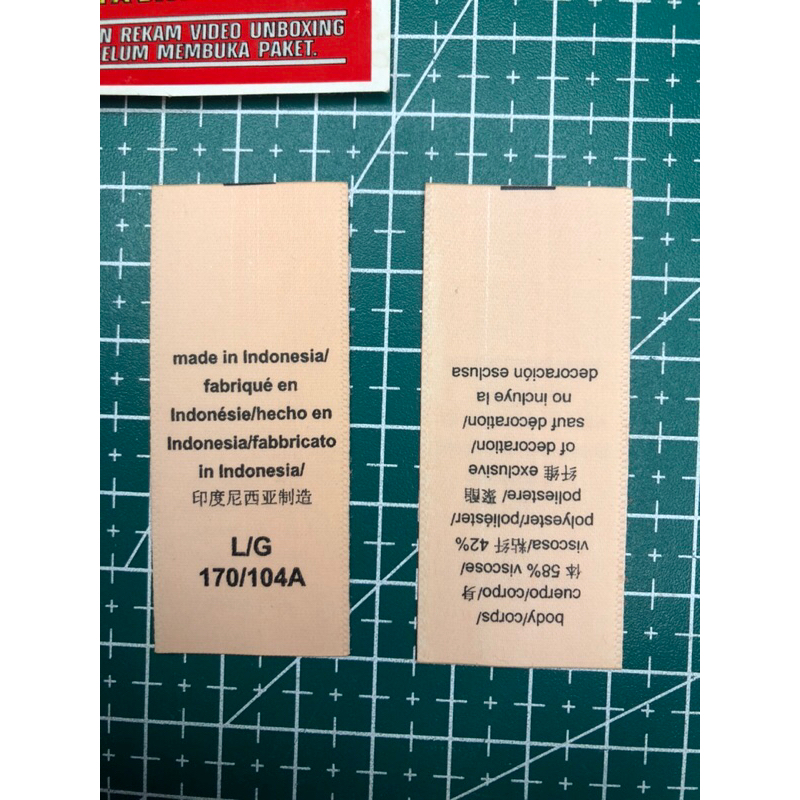 N REKAM VIDEO UNBOXING
ELUM MEMBUKA PAKET.
made in Indonesia/
fabriqué en
Indonésie/hecho en
Indonesia/fabbricato
in Indonesia/
印度尼西亚制造
L/G
170/104A
body/corps/
cuerpo/corpo/身
体 58% viscose/
viscosa/粘纤 42%
polyester/poliéster/
poliestere/ 聚酯
纤维 exclusive
of decoration/
sauf décoration/
no incluye la
decoración esclusa